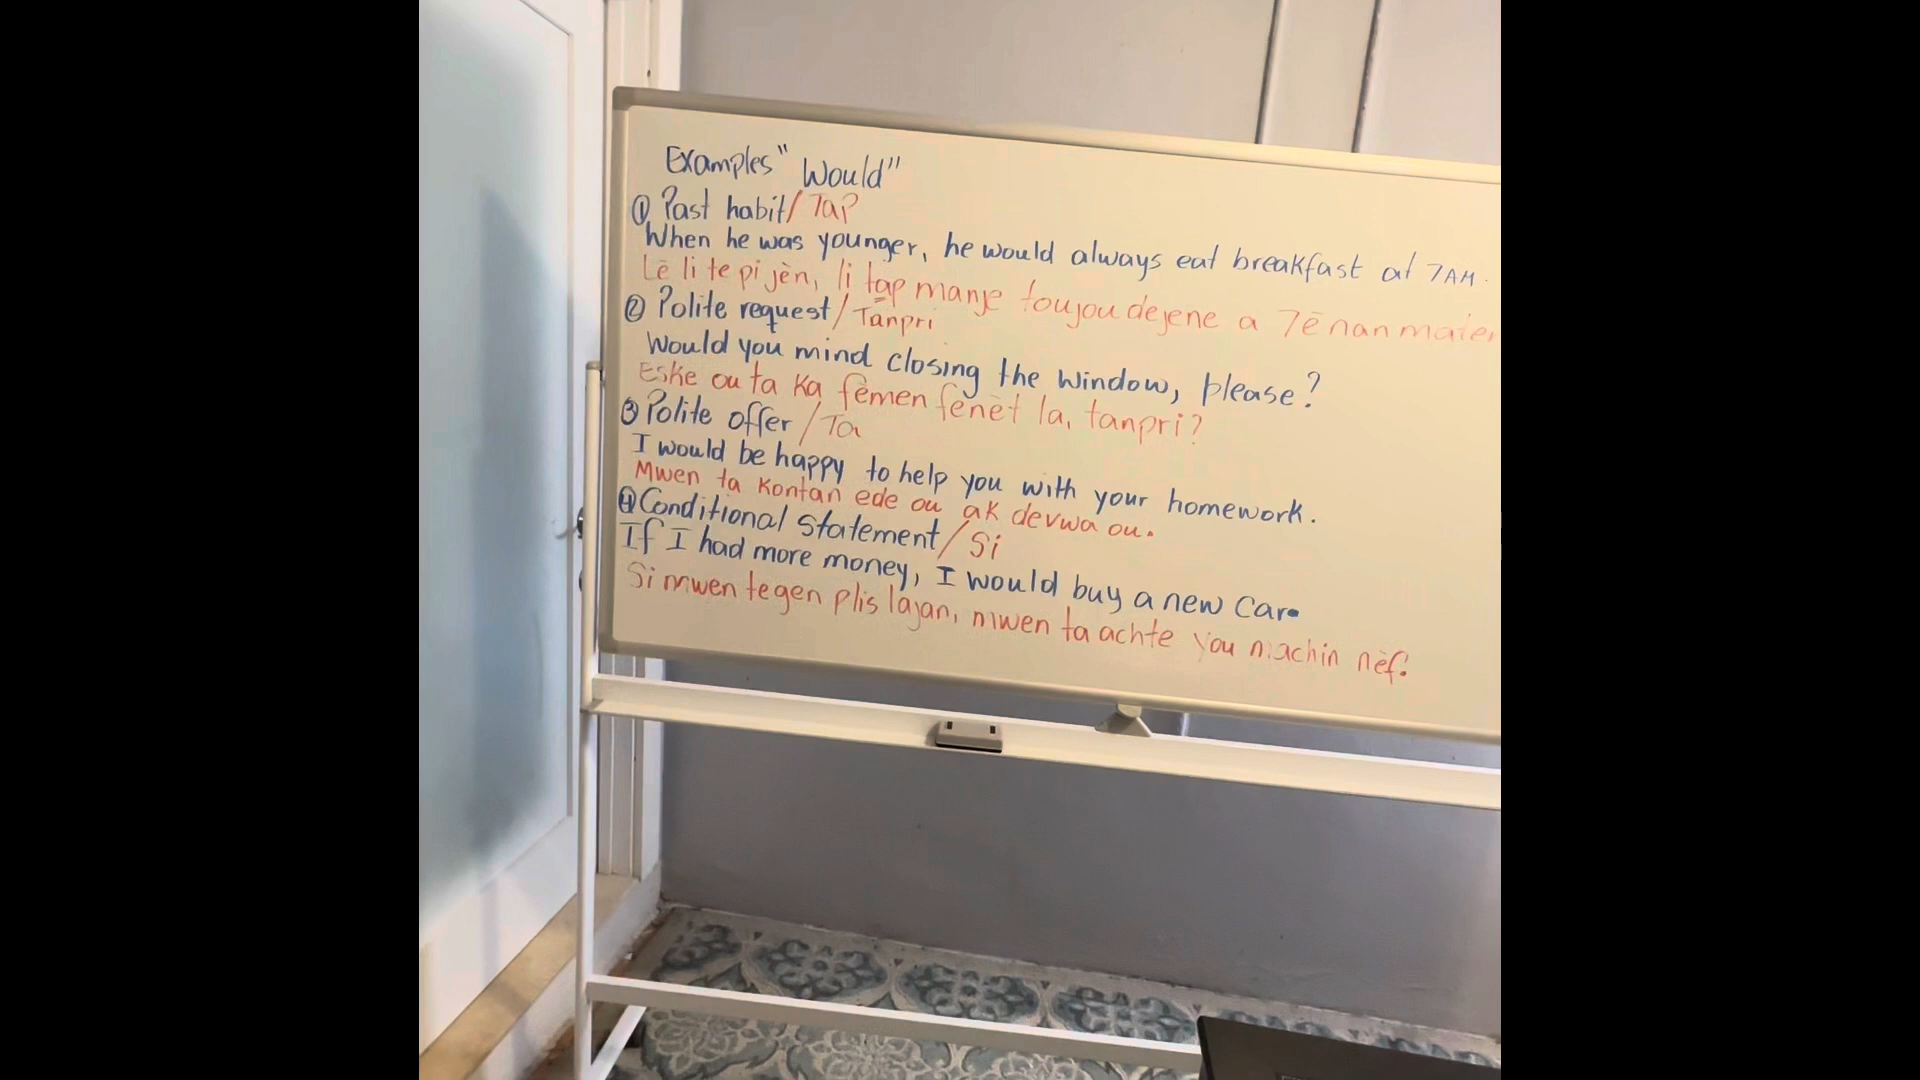 Examples "Would"
① Past habit/Tap
When he was younger, he would always eat breakfast at 7AM.
Lè li te pi jèn, li tap manje toujou dejene a 7è nan maten
② Polite request/Tanpri
Would you mind closing the window, please?
Eske ou ta ka fèmen fenèt la, tanpri?
③ Polite offer/Ta
I would be happy to help you with your homework.
Mwen ta kontan ede ou ak devwa ou.
④ Conditional statement/Si
If I had more money, I would buy a new car.
Si mwen te gen plis lajan, mwen ta achte you machin nèf.